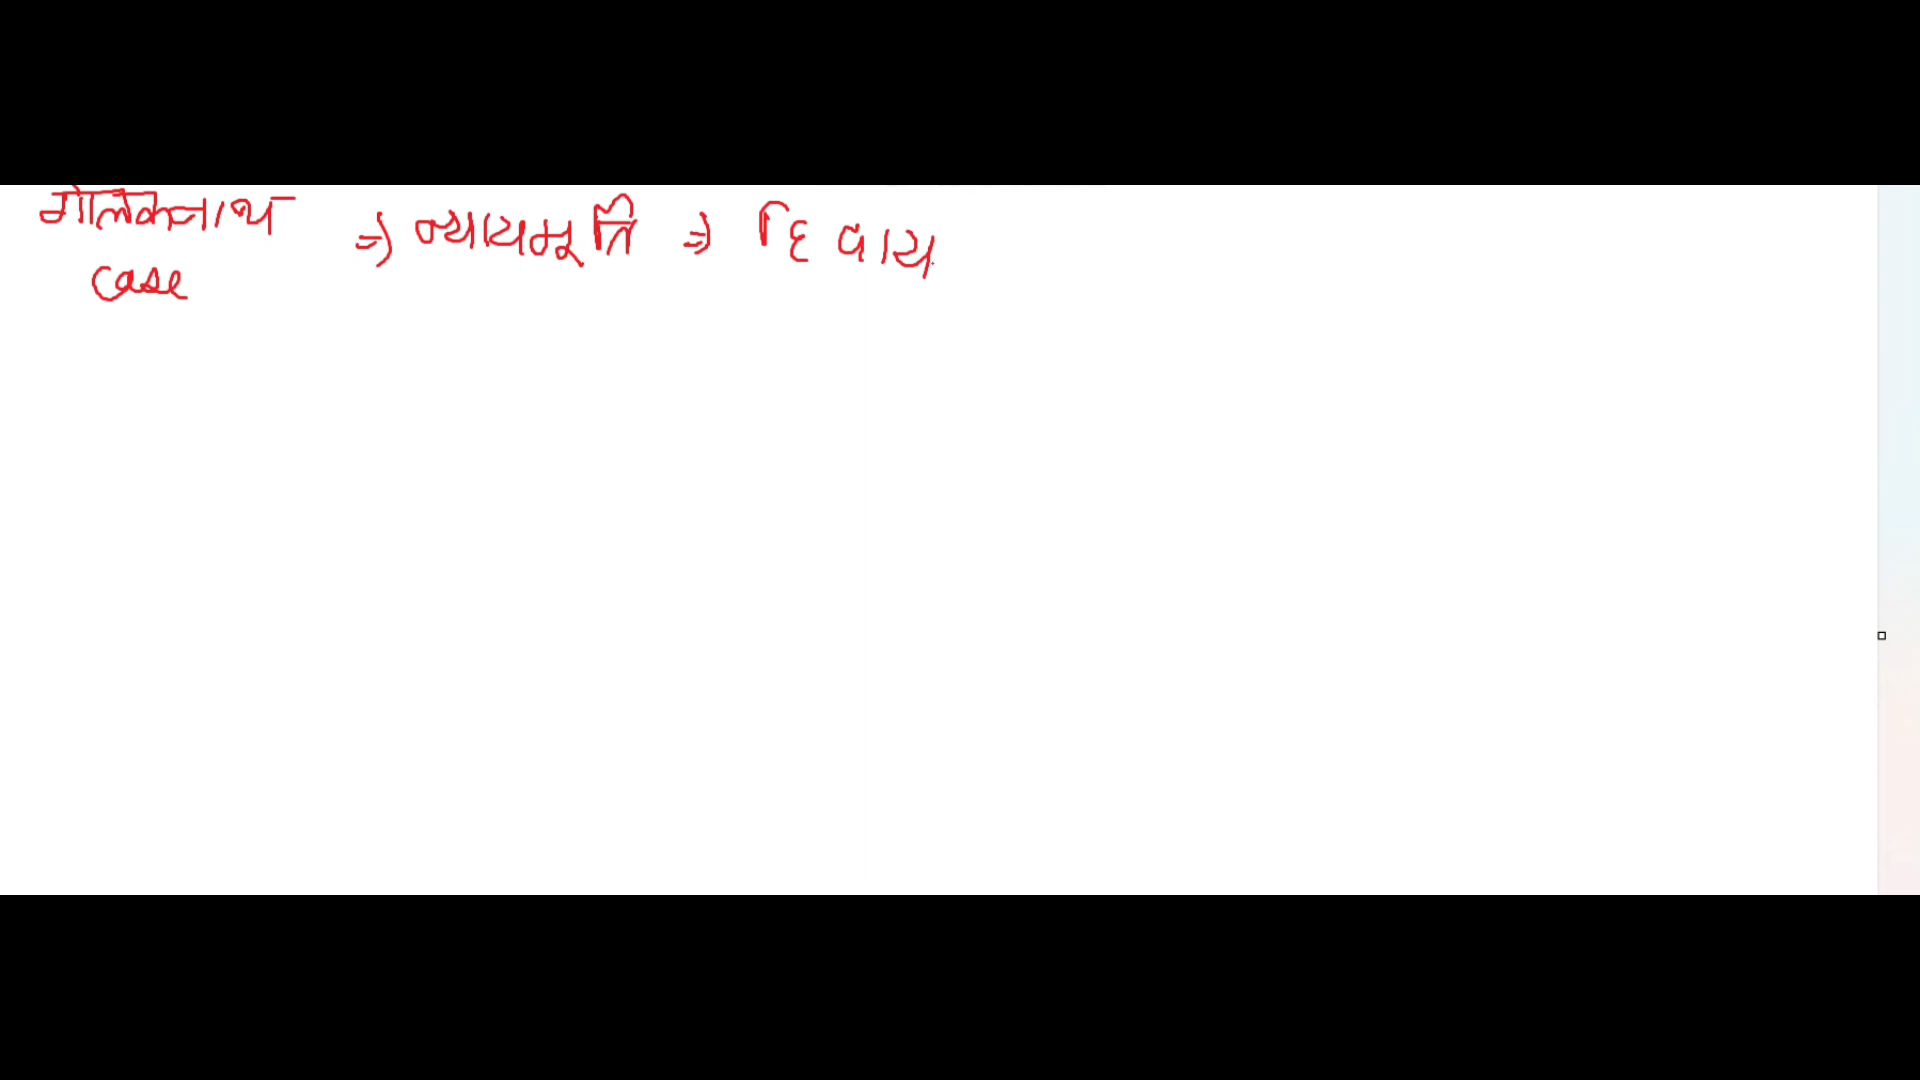 गोलकनाथ => न्यायमूर्ति =>
case